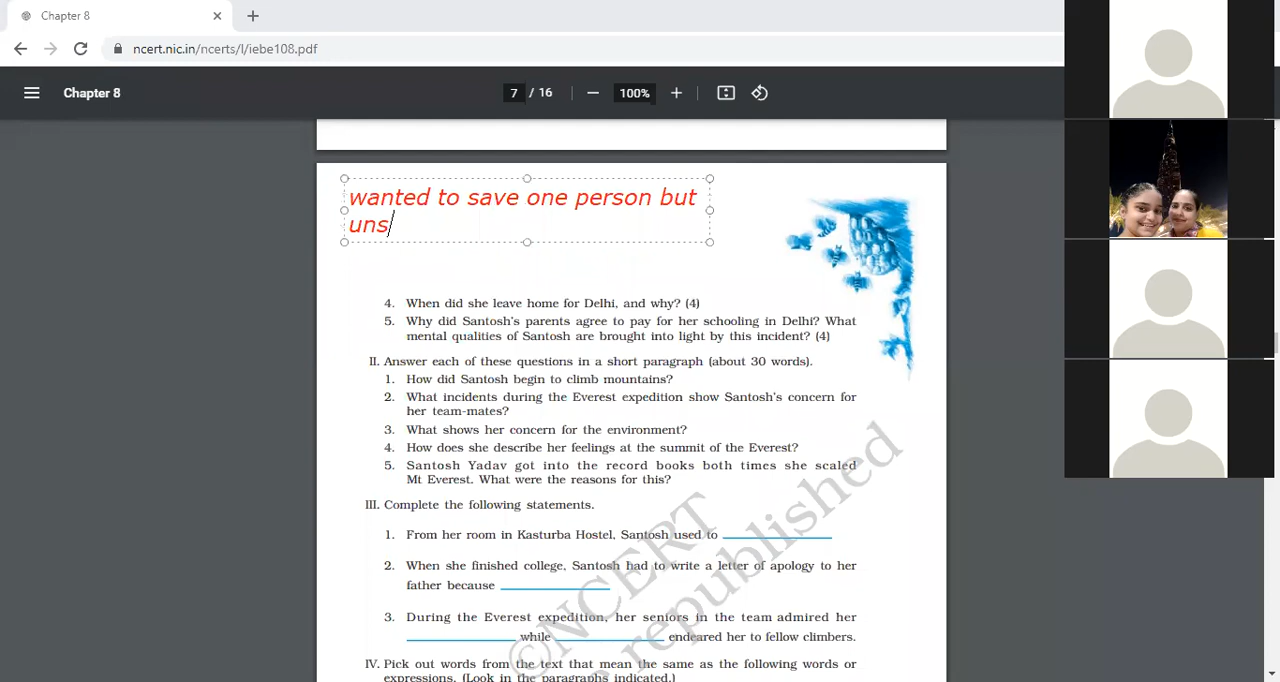 Chapter 8
ncert.nic.in/ncerts/l/iebe108.pdf
Chapter 8
7 / 16
100%
wanted to save one person but
uns
4. When did she leave home for Delhi, and why? (4)
5. Why did Santosh's parents agree to pay for her schooling in Delhi? What
mental qualities of Santosh are brought into light by this incident? (4)
II. Answer each of these questions in a short paragraph (about 30 words).
1. How did Santosh begin to climb mountains?
2. What incidents during the Everest expedition show Santosh's concern for
her team-mates?
3. What shows her concern for the environment?
4. How does she describe her feelings at the summit of the Everest?
5. Santosh Yadav got into the record books both times she scaled
Mt Everest. What were the reasons for this?
III. Complete the following statements.
1. From her room in Kasturba Hostel, Santosh used to
2. When she finished college, Santosh had to write a letter of apology to her
father because
3. During the Everest expedition, her seniors in the team admired her
while endeared her to fellow climbers.
IV. Pick out words from the text that mean the same as the following words or
expressions. (Look in the paragraphs indicated.)
©NCERT
republished